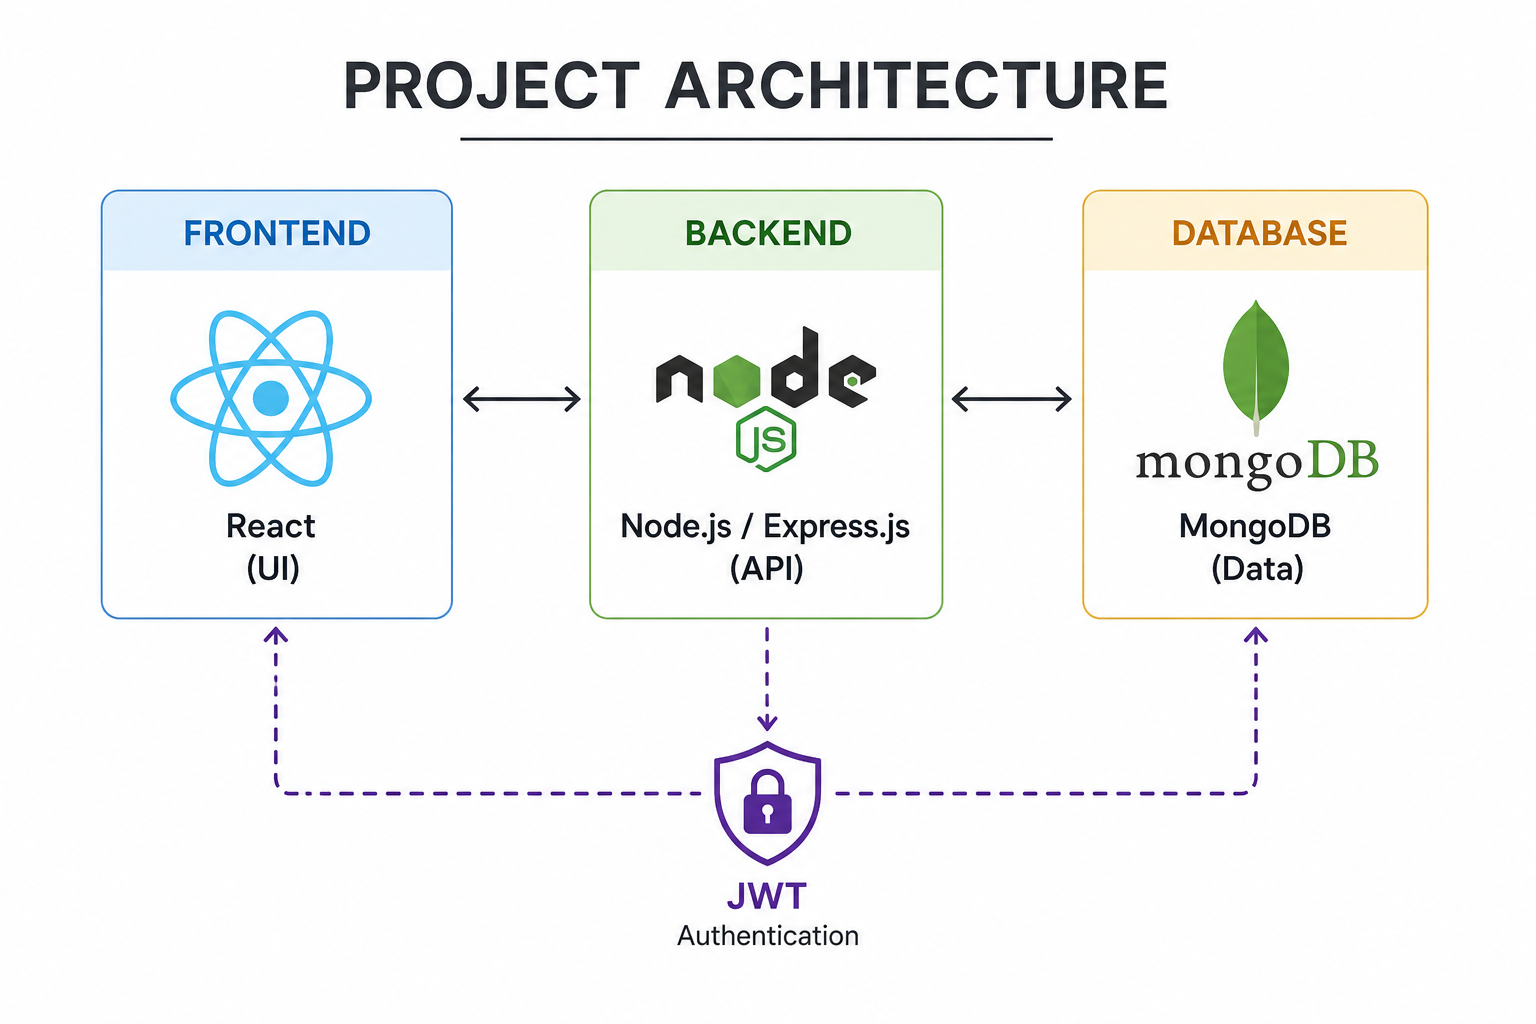 PROJECT ARCHITECTURE
FRONTEND
React
(UI)
BACKEND
node
JS
Node.js / Express.js
(API)
DATABASE
mongoDB
MongoDB
(Data)
JWT
Authentication